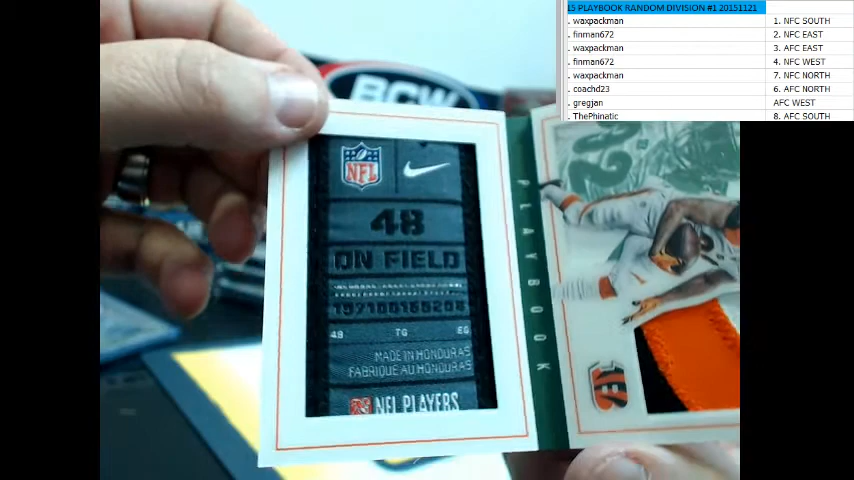 15 PLAYBOOK RANDOM DIVISION #1 20151121
. waxpackman 1. NFC SOUTH
. finman672 2. NFC EAST
. waxpackman 3. AFC EAST
. finman672 4. NFC WEST
. waxpackman 7. NFC NORTH
. coachd23 6. AFC NORTH
. gregjan AFC WEST
. ThePhinatic 8. AFC SOUTH
BCW
NFL
48
ON FIELD
48 TG EG
MADE IN HONDURAS
FABRIQUE AU HONDURAS
NFL PLAYERS
PLAYBOOK